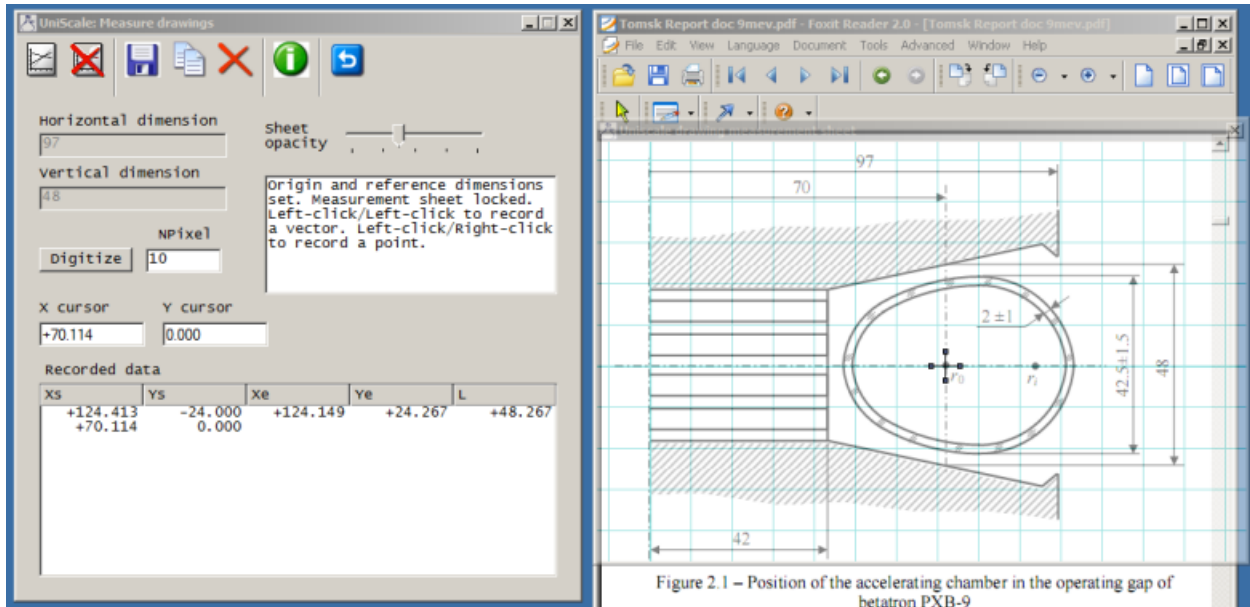 UniScale: Measure drawings
Horizontal dimension
97
Vertical dimension
48
Sheet
opacity
Origin and reference dimensions
set. Measurement sheet locked.
Left-click/Left-click to record
a vector. Left-click/Right-click
to record a point.
NPixel
Digitize 10
X cursor Y cursor
+70.114 0.000
Recorded data
Xs Ys Xe Ye L
+124.413 -24.000 +124.149 +24.267 +48.267
+70.114 0.000
Tomsk Report doc 9mev.pdf - Foxit Reader 2.0 - [Tomsk Report doc 9mev.pdf]
File Edit View Language Document Tools Advanced Window Help
Uniscale drawing measurement sheet
97
70
2 ±1
r0
ri
42.5±1.5
48
42
Figure 2.1 – Position of the accelerating chamber in the operating gap of
betatron PXB-9